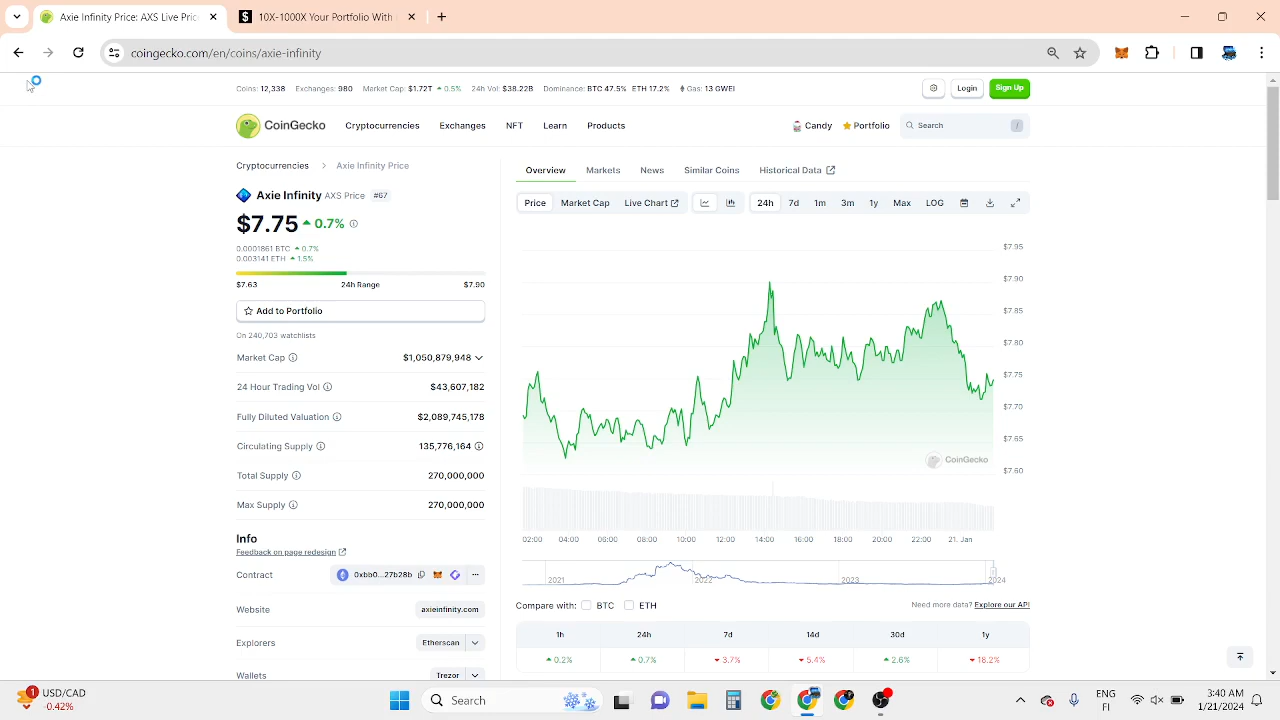 Axie Infinity Price: AXS Live Pric
10X-100X Your Portfolio With
coingecko.com/en/coins/axie-infinity
Coins: 12,335 Exchanges: 980 Market Cap: $1.72T 0.5% 24h Vol: $38.22B Dominance: BTC 47.5% ETH 17.2% Gas: 13 GWEI
Login
Sign Up
CoinGecko
Cryptocurrencies Exchanges NFT Learn Products
Candy Portfolio Search /
Cryptocurrencies Axie Infinity Price
Axie Infinity AXS Price #67
$7.75 0.7%
0.0001861 BTC 0.7%
0.003141 ETH 1.5%
$7.63 24h Range $7.90
Add to Portfolio
On 240,703 watchlists
Market Cap $1,050,879,948
24 Hour Trading Vol $43,607,182
Fully Diluted Valuation $2,089,745,178
Circulating Supply 135,776,164
Total Supply 270,000,000
Max Supply 270,000,000
Info
Feedback on page redesign
Contract 0xbb0...27b28b
Website axieinfinity.com
Explorers Etherscan
Wallets Trezor
Overview Markets News Similar Coins Historical Data
Price Market Cap Live Chart 24h 7d 1m 3m 1y Max LOG
$7.95
$7.90
$7.85
$7.80
$7.75
$7.70
$7.65
$7.60
CoinGecko
02:00 04:00 06:00 08:00 10:00 12:00 14:00 16:00 18:00 20:00 22:00 21. Jan
2021 2022 2023 2024
Compare with: BTC ETH
Need more data? Explore our API
1h 24h 7d 14d 30d 1y
0.2% 0.7% 3.7% 5.4% 2.6% 18.2%
1
USD/CAD
-0.42%
Search
ENG
FI
3:40 AM
1/21/2024